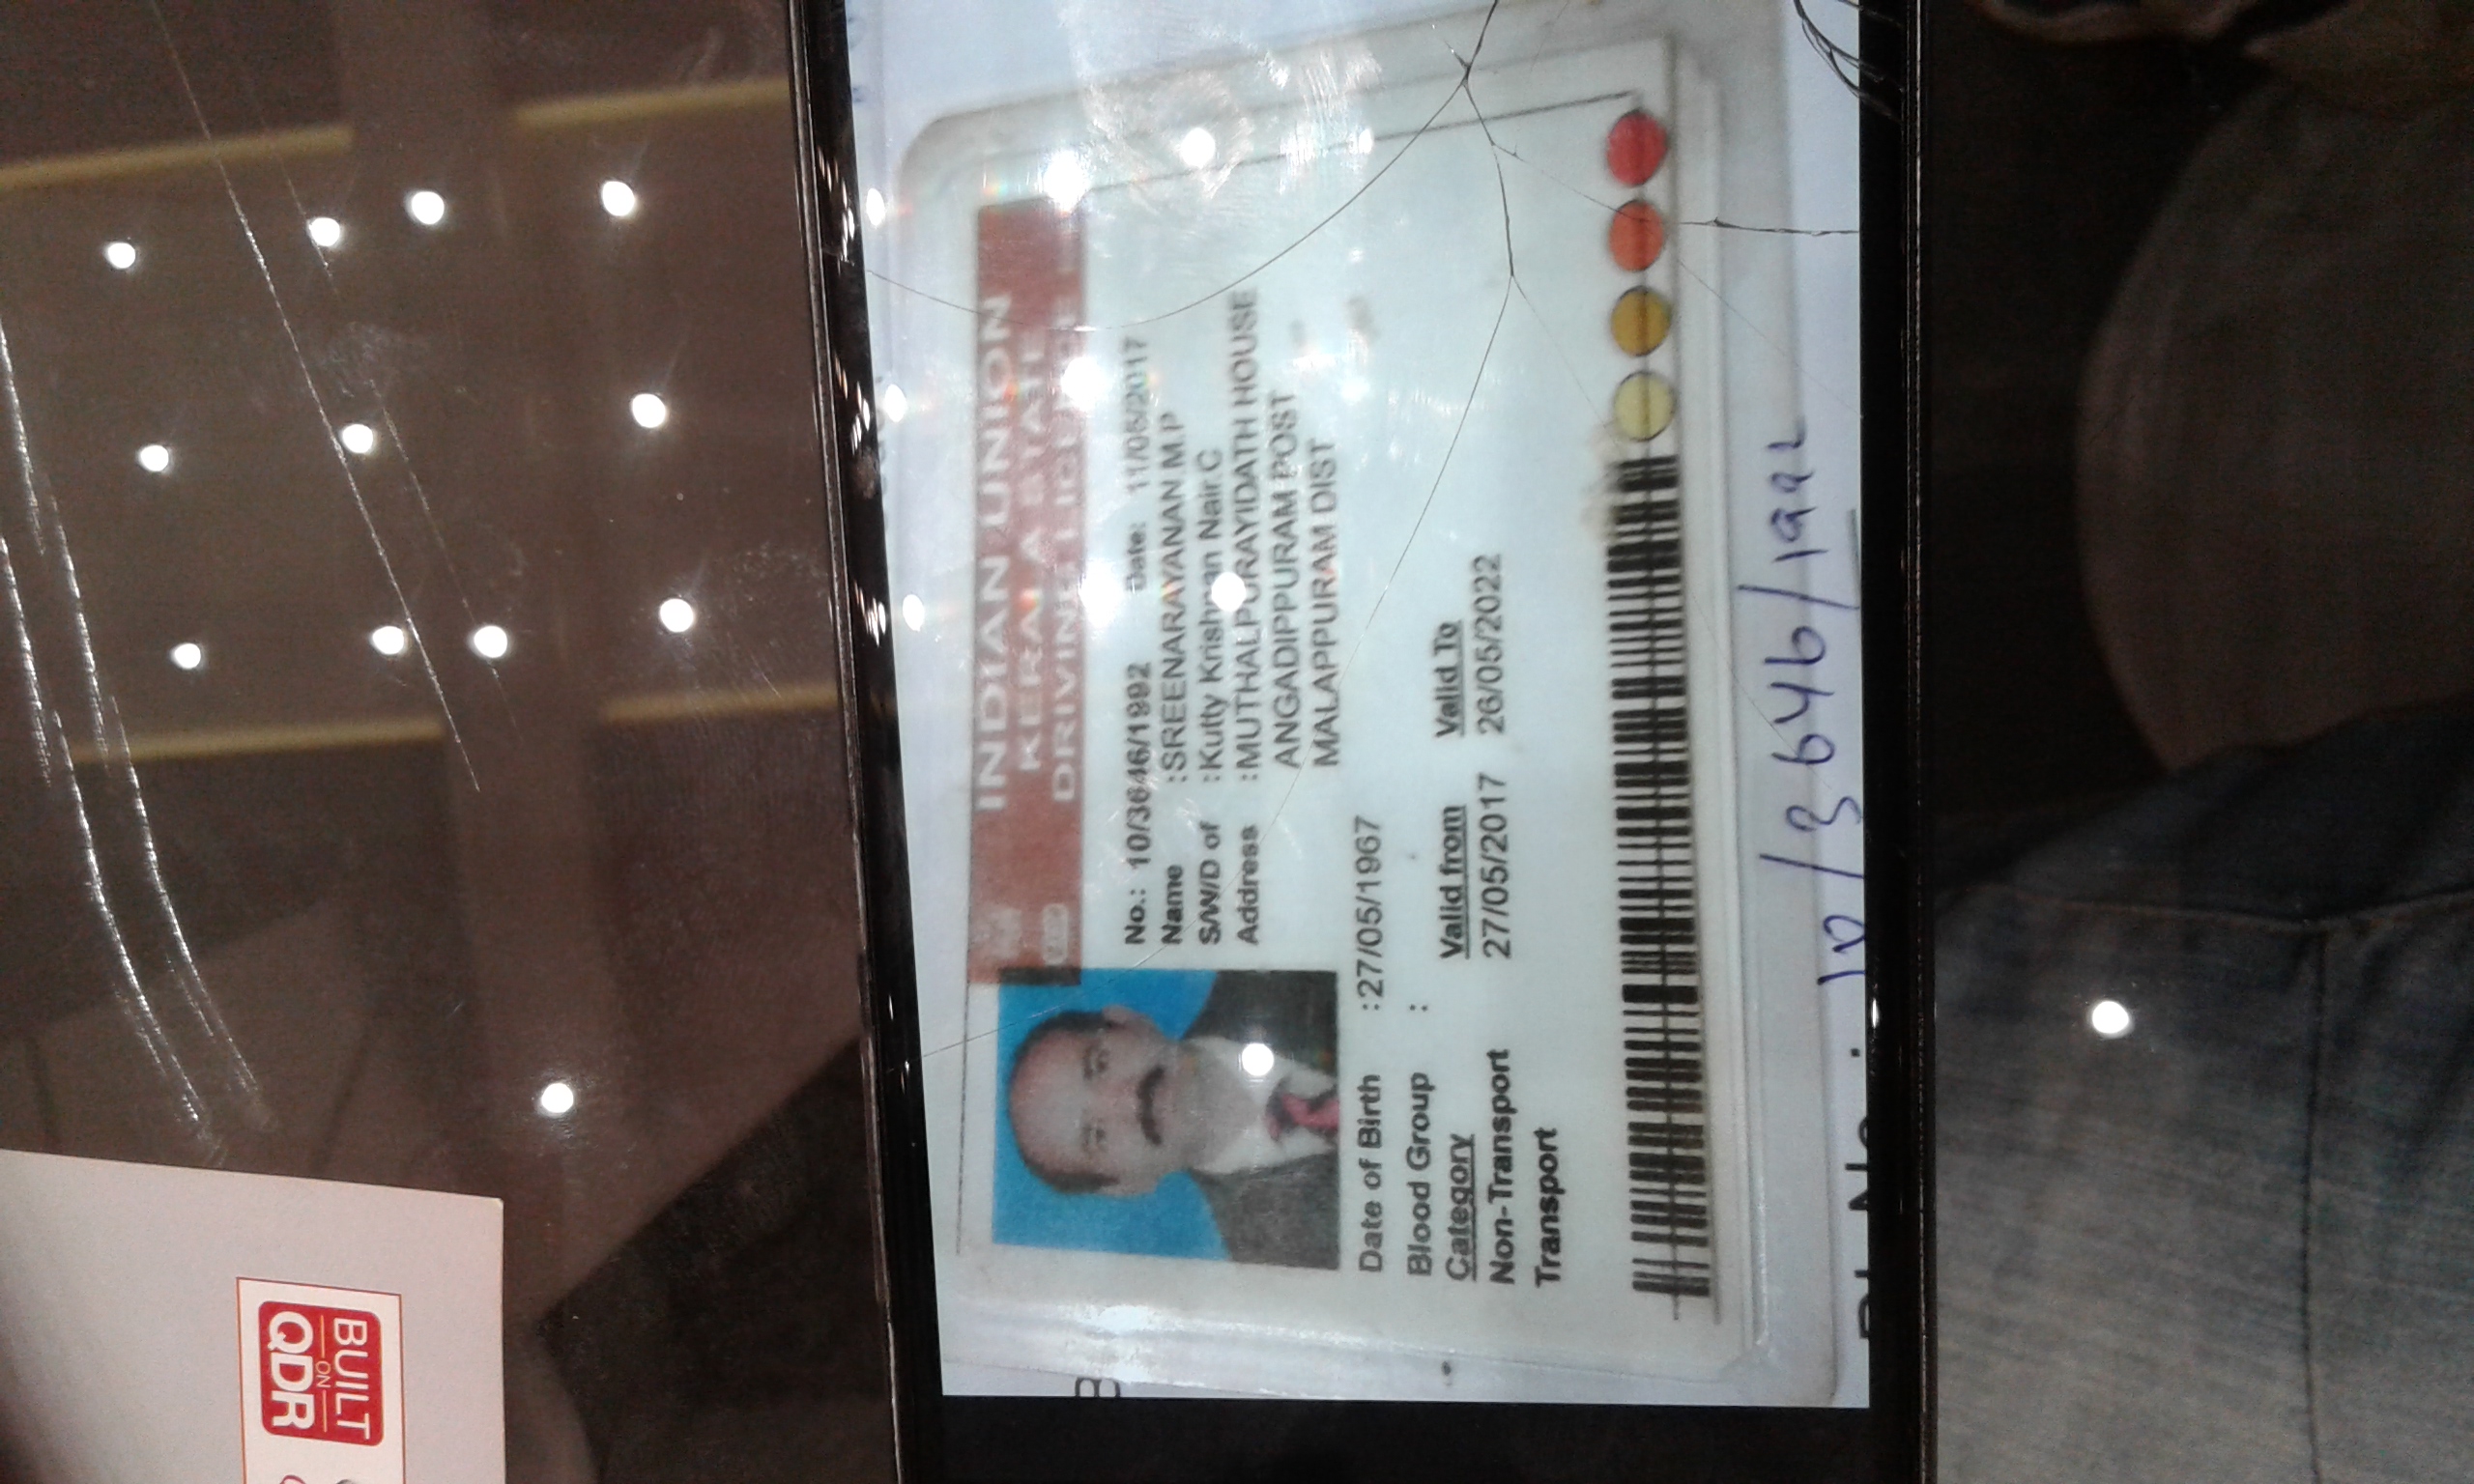 INDIAN UNION
KERALA STATE
DRIVING LICENCE
No.: 10/3646/1992 Date: 11/05/2017
Name :SREENARAYANAN M P
S/W/D of :Kutty Krishnan Nair.C
Address :MUTHALPURAYIDATH HOUSE
ANGADIPPURAM POST
MALAPPURAM DIST
Date of Birth :27/05/1967
Blood Group :
Category Valid from Valid To
Non-Transport 27/05/2017 26/05/2022
Transport
10/3646/1992
BUILT
ON
QDR